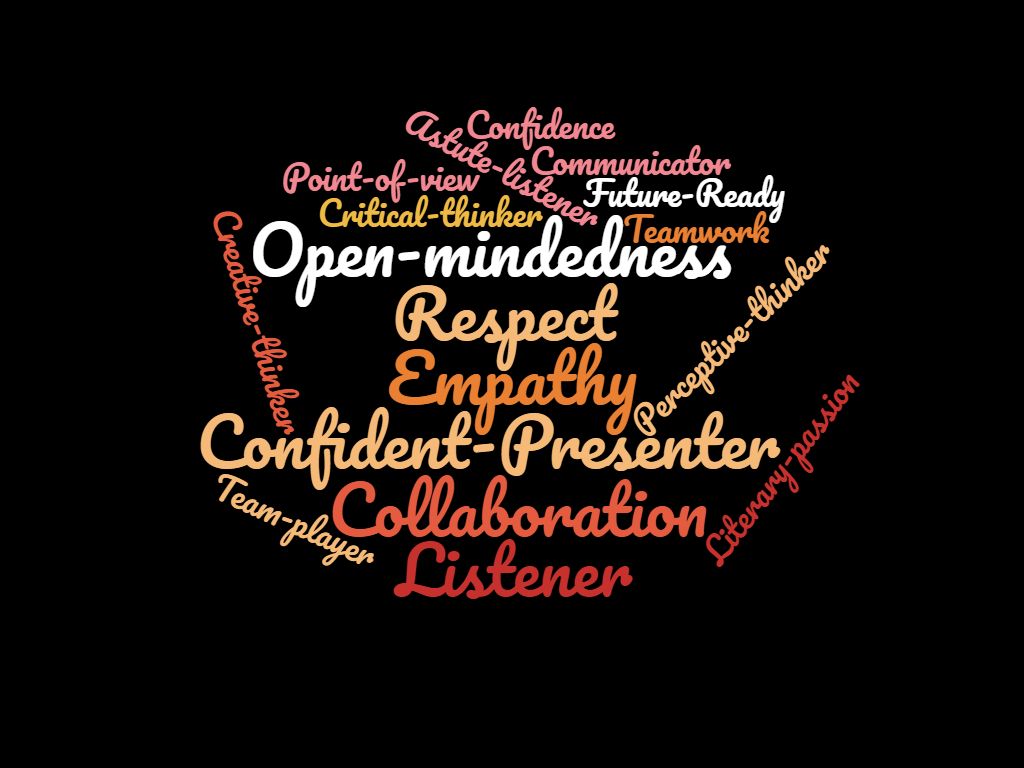 Confidence
Astute-listener
Communicator
Point-of-view
Future-Ready
Critical-thinker
Teamwork
Creative-thinker
Open-mindedness
Perceptive-thinker
Respect
Empathy
Confident-Presenter
Literary-passion
Team-player
Collaboration
Listener